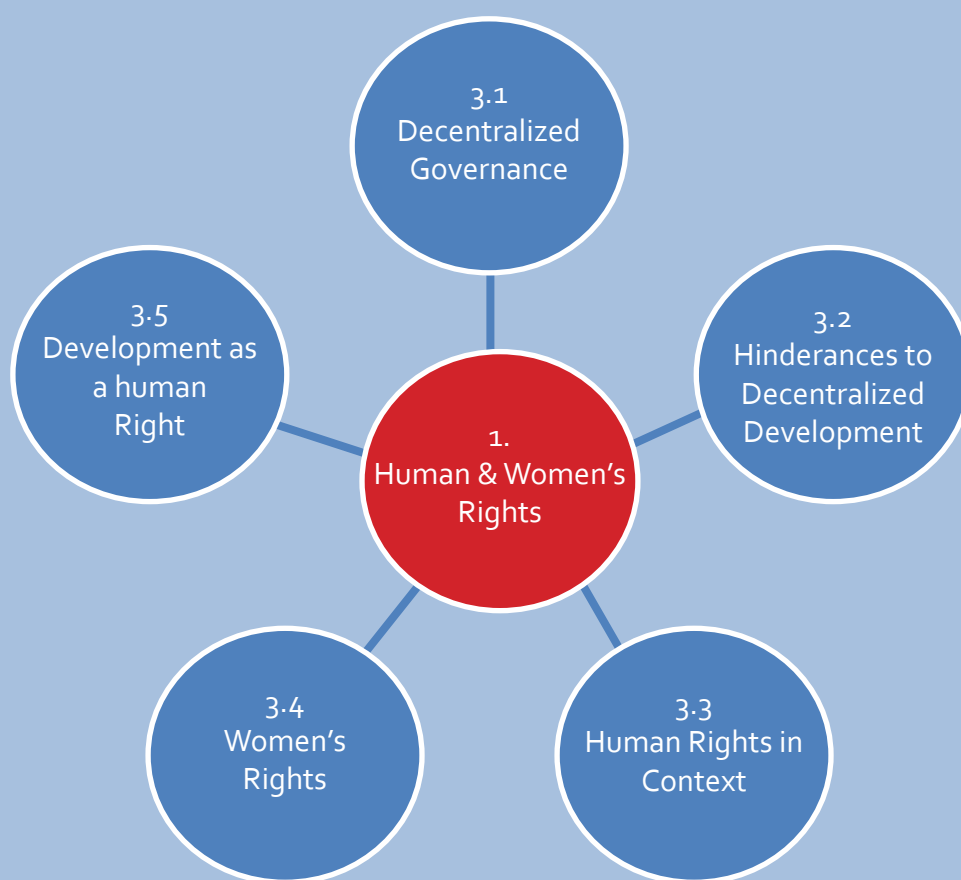 3.1
Decentralized
Governance
3.2
Hinderances to
Decentralized
Development
3.3
Human Rights in
Context
3.4
Women's
Rights
3.5
Development as
a human
Right
1.
Human & Women's
Rights